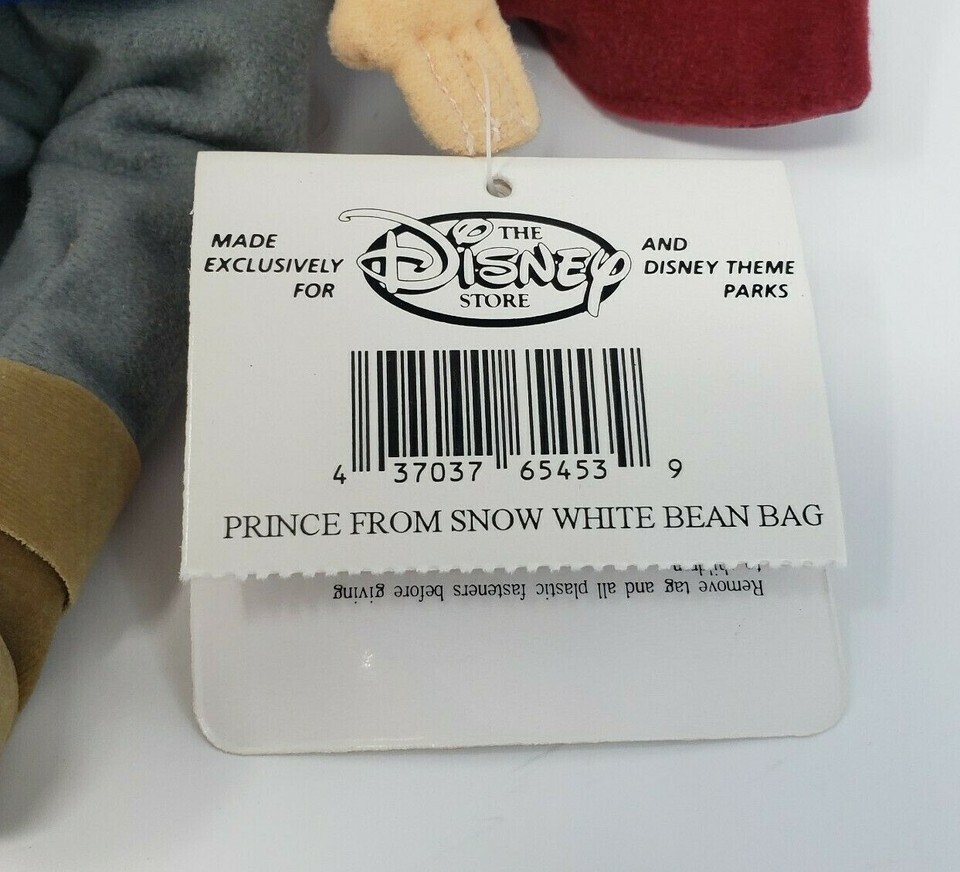 MADE EXCLUSIVELY FOR
THE
DISNEY
STORE
AND DISNEY THEME PARKS
4 37037 65453 9
PRINCE FROM SNOW WHITE BEAN BAG
Remove tag and all plastic fasteners before giving